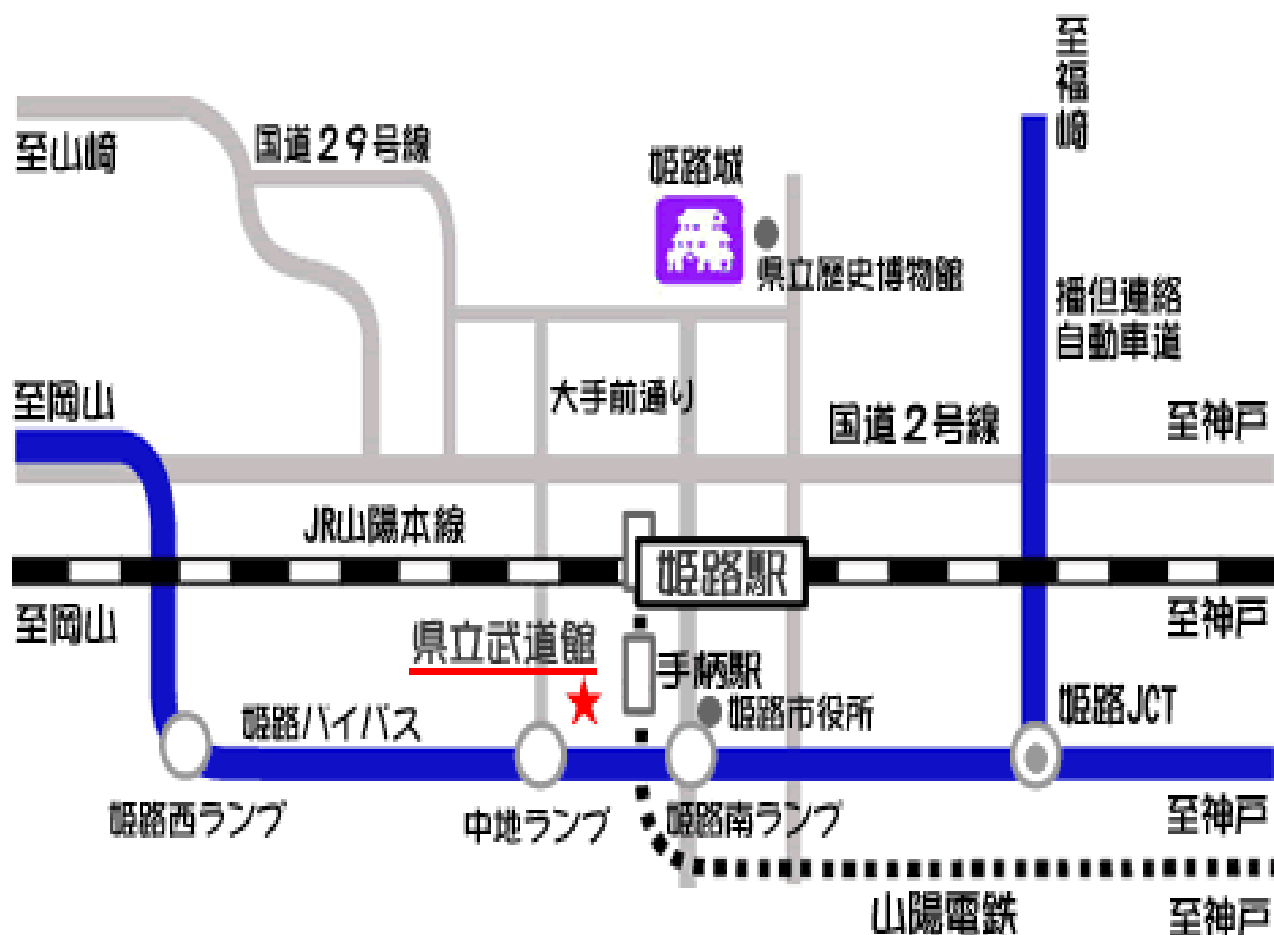 至福崎
国道29号線
至山崎
姫路城
県立歴史博物館
播但連絡
自動車道
至岡山
大手前通り
国道2号線
至神戸
JR山陽本線
姫路駅
至岡山
至神戸
県立武道館
手柄駅
姫路市役所
姫路JCT
姫路バイパス
姫路西ランプ
中地ランプ
姫路南ランプ
至神戸
山陽電鉄
至神戸